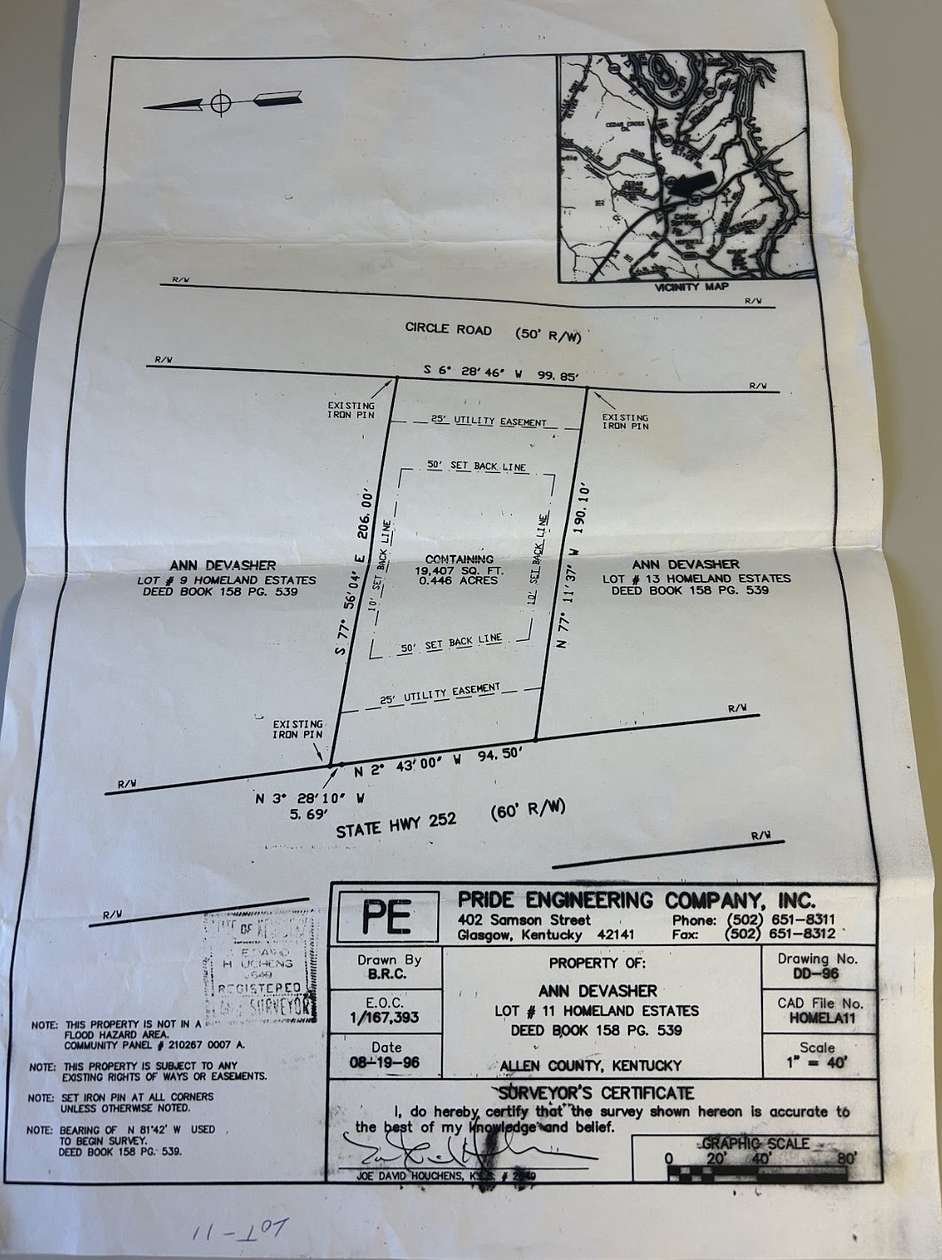 VICINITY MAP
R/W
R/W
CIRCLE ROAD (50' R/W)
R/W
S 6° 28'46" W 99.85'
R/W
EXISTING
IRON PIN
EXISTING
IRON PIN
25' UTILITY EASEMENT
50' SET BACK LINE
S 77° 56'04" E 206.00'
10' SET BACK LINE
CONTAINING
19,407 SQ. FT.
0.446 ACRES
10' SET BACK LINE
N 77° 11'37" W 190.10'
ANN DEVASHER
LOT # 9 HOMELAND ESTATES
DEED BOOK 158 PG. 539
ANN DEVASHER
LOT # 13 HOMELAND ESTATES
DEED BOOK 158 PG. 539
50' SET BACK LINE
25' UTILITY EASEMENT
EXISTING
IRON PIN
R/W
R/W
N 2° 43'00" W 94.50'
N 3° 28'10" W
5.69'
STATE HWY 252 (60' R/W)
R/W
R/W
OF
REGISTERED
SURVEYOR
PE
PRIDE ENGINEERING COMPANY, INC.
402 Samson Street Phone: (502) 651-8311
Glasgow, Kentucky 42141 Fax: (502) 651-8312
Drawn By
B.R.C.
E.O.C.
1/167,393
Date
08-19-96
PROPERTY OF:
ANN DEVASHER
LOT # 11 HOMELAND ESTATES
DEED BOOK 158 PG. 539
ALLEN COUNTY, KENTUCKY
Drawing No.
DD-96
CAD File No.
HOMELA11
Scale
1" = 40'
NOTE: THIS PROPERTY IS NOT IN A
FLOOD HAZARD AREA.
COMMUNITY PANEL # 210267 0007 A.
NOTE: THIS PROPERTY IS SUBJECT TO ANY
EXISTING RIGHTS OF WAYS OR EASEMENTS.
NOTE: SET IRON PIN AT ALL CORNERS
UNLESS OTHERWISE NOTED.
NOTE: BEARING OF N 81°42' W USED
TO BEGIN SURVEY.
DEED BOOK 158 PG. 539.
SURVEYOR'S CERTIFICATE
I, do hereby certify that the survey shown hereon is accurate to
the best of my knowledge and belief.
JOE DAVID HOUCHENS,
GRAPHIC SCALE
0 20' 40' 80'
LOT-11